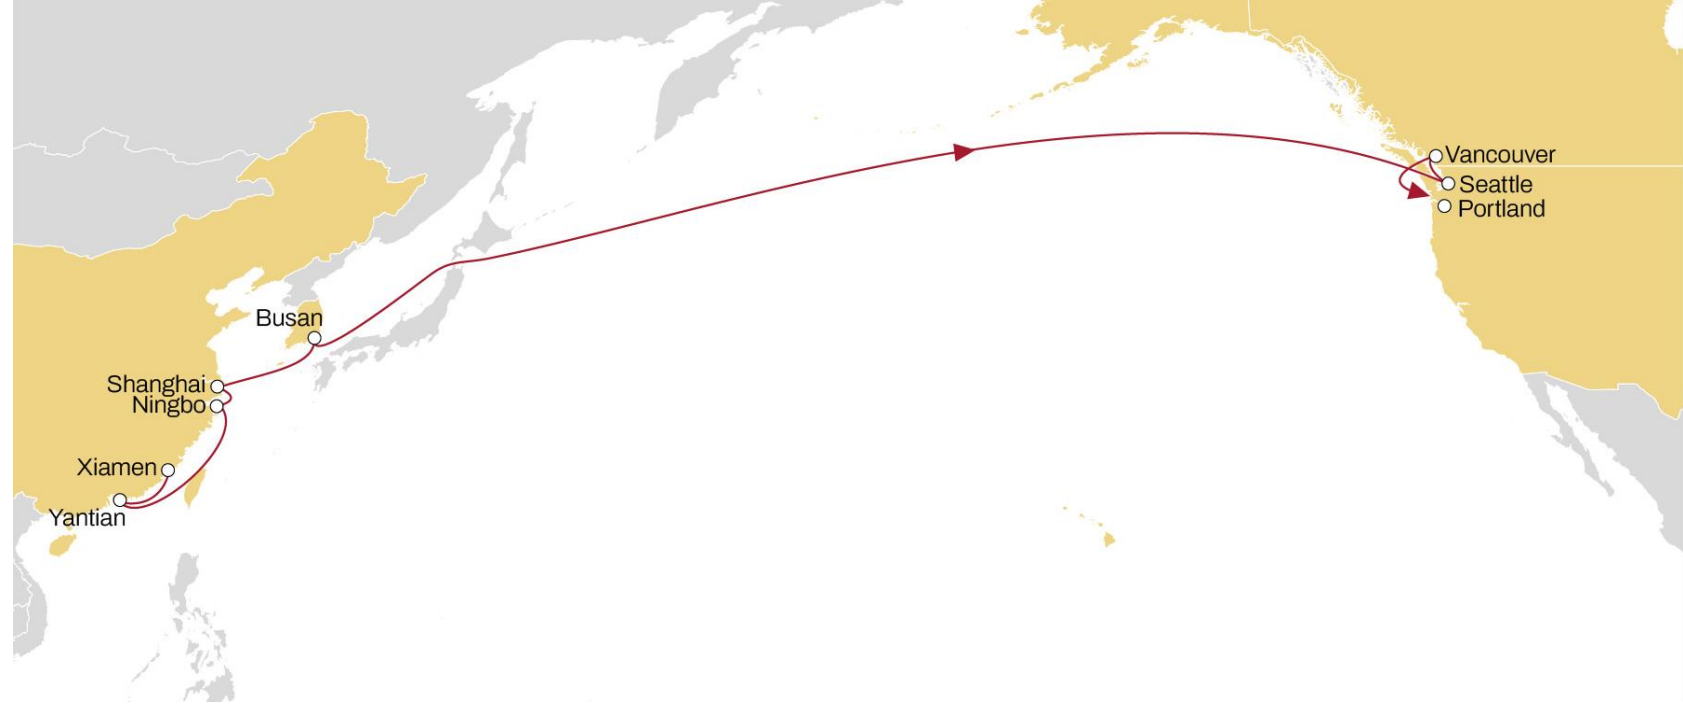 Vancouver
Seattle
Portland
Busan
Shanghai
Ningbo
Xiamen
Yantian